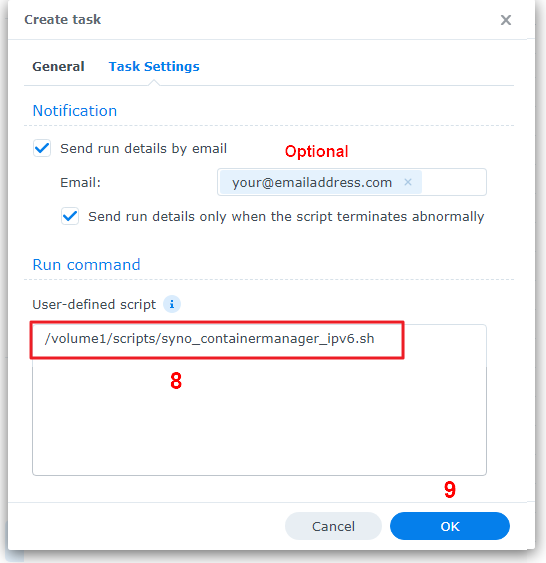 Create task
General Task Settings
Notification
Send run details by email
Optional
Email: your@emailaddress.com
Send run details only when the script terminates abnormally
Run command
User-defined script
/volume1/scripts/syno_containermanager_ipv6.sh
8
9
Cancel OK